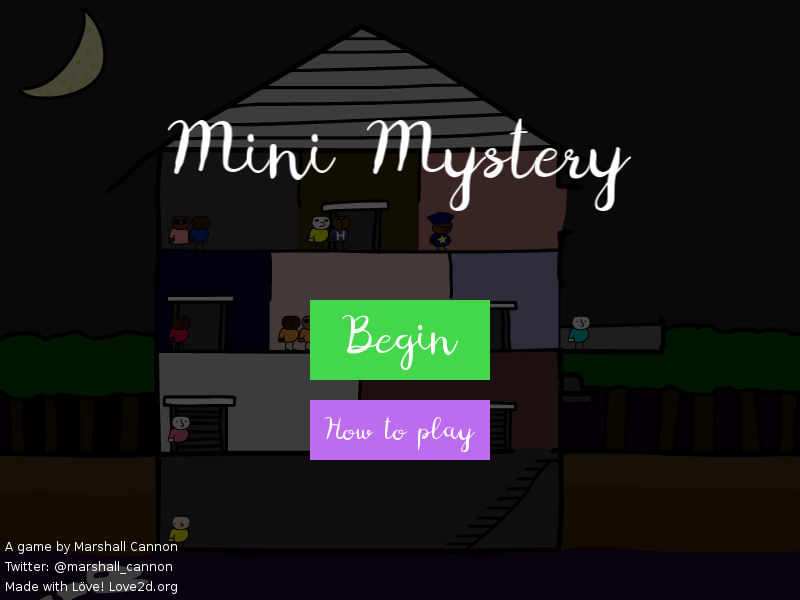 Mini Mystery
H
Begin
How to play
A game by Marshall Cannon
Twitter: @marshall_cannon
Made with Löve! Love2d.org